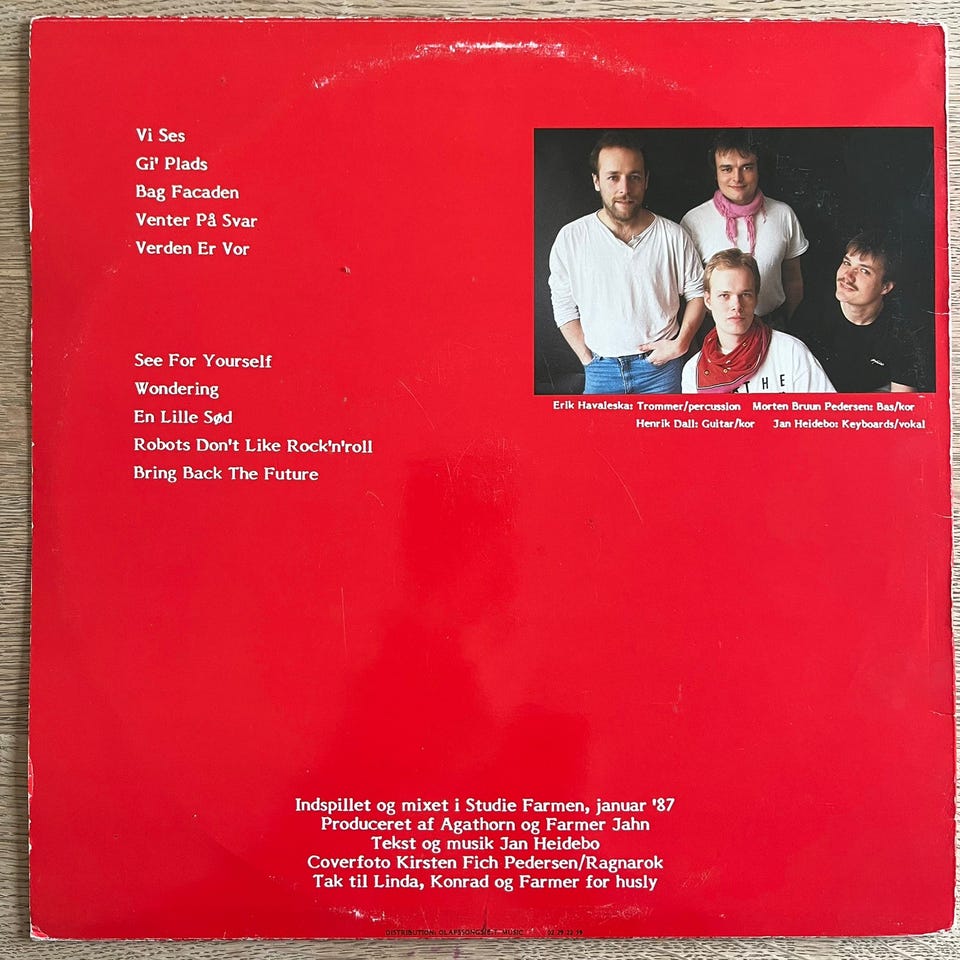 Vi Ses
Gi' Plads
Bag Facaden
Venter På Svar
Verden Er Vor
See For Yourself
Wondering
En Lille Sød
Robots Don't Like Rock'n'roll
Bring Back The Future
THE
Erik Havaleska: Trommer/percussion Morten Bruun Pedersen: Bas/kor
Henrik Dall: Guitar/kor Jan Heidebo: Keyboards/vokal
Indspillet og mixet i Studie Farmen, januar '87
Produceret af Agathorn og Farmer Jahn
Tekst og musik Jan Heidebo
Coverfoto Kirsten Fich Pedersen/Ragnarok
Tak til Linda, Konrad og Farmer for husly
DISTRIBUTION: MUSIC